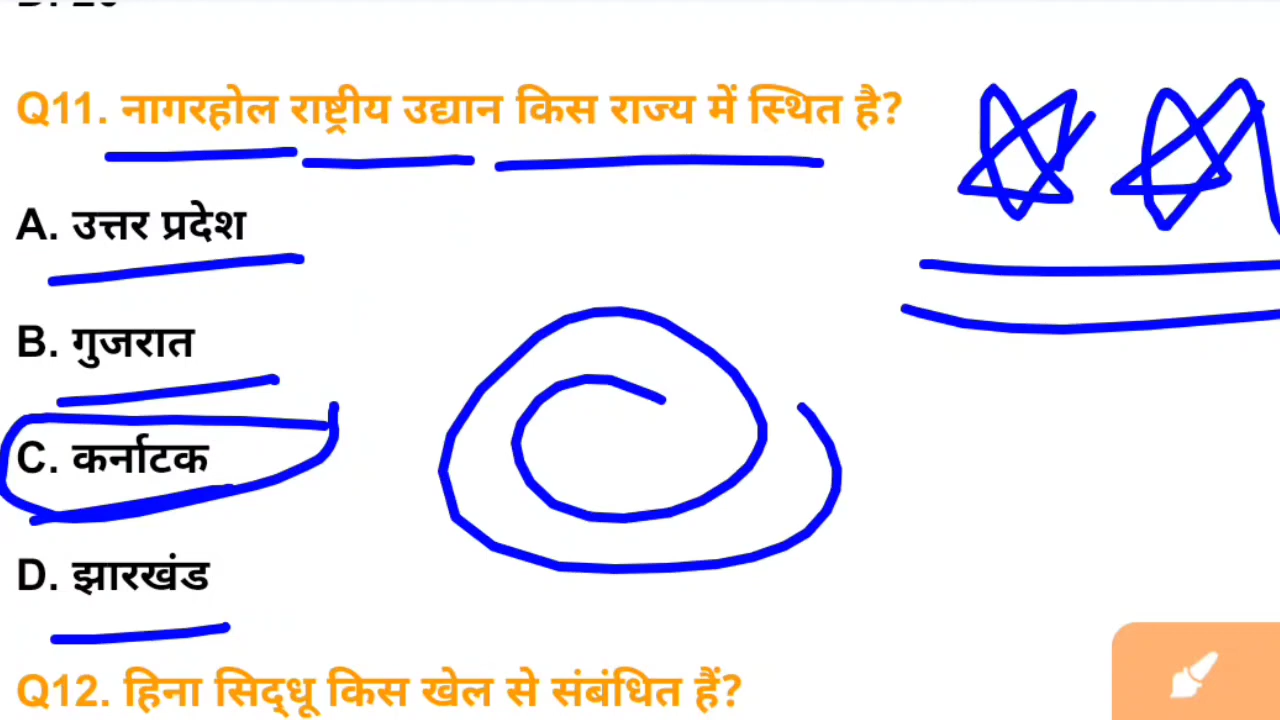 Q11. नागरहोल राष्ट्रीय उद्यान किस राज्य में स्थित है?
A. उत्तर प्रदेश
B. गुजरात
C. कर्नाटक
D. झारखंड
Q12. हिना सिद्धू किस खेल से संबंधित हैं?